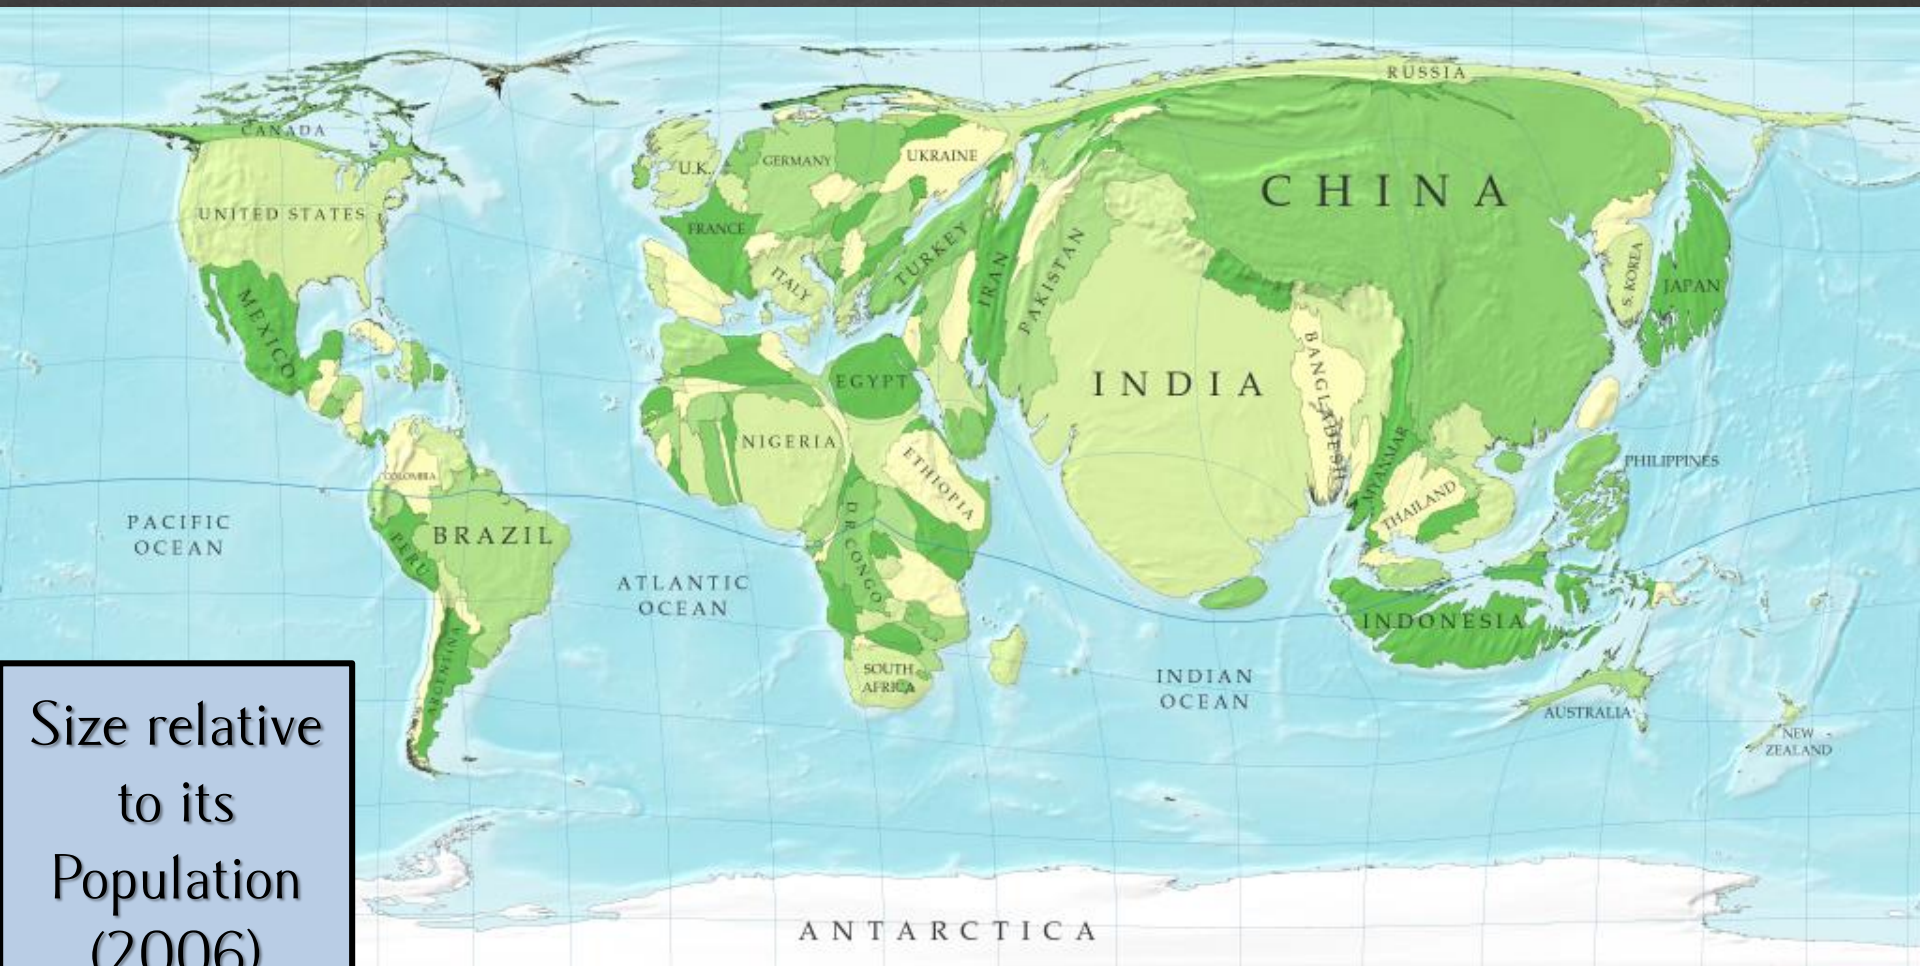 RUSSIA
CANADA
UNITED STATES
MEXICO
COLOMBIA
BRAZIL
PERU
ARGENTINA
PACIFIC
OCEAN
ATLANTIC
OCEAN
U.K.
GERMANY
UKRAINE
FRANCE
ITALY
TURKEY
IRAN
PAKISTAN
EGYPT
NIGERIA
ETHIOPIA
D.R.CONGO
SOUTH
AFRICA
CHINA
INDIA
BANGLADESH
MYANMAR
THAILAND
S. KOREA
JAPAN
PHILIPPINES
INDONESIA
INDIAN
OCEAN
AUSTRALIA
NEW
ZEALAND
ANTARCTICA
Size relative
to its
Population
(2006)